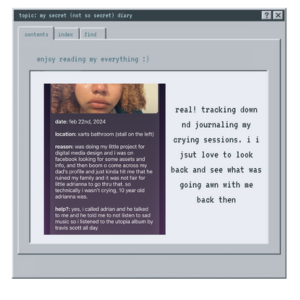 topic: my secret (not so secret) diary
? X
contents index find
enjoy reading my everything :)
date: feb 22nd, 2024
location: xarts bathroom (stall on the left)
reason: was doing my little project for
digital media design and i was on
facebook looking for some assets and
info, and then boom o come across my
dad's profile and just kinda hit me that he
ruined my family and it was not fair for
little adrianna to go thru that. so
technically i wasn't crying, 10 year old
adrianna was.
help?: yes, i called adrian and he talked
to me and he told me to not listen to sad
music so i listened to the utopia album by
travis scott all day
real! tracking down
nd journaling my
crying sessions. i i
jsut love to look
back and see what was
going awn with me
back then